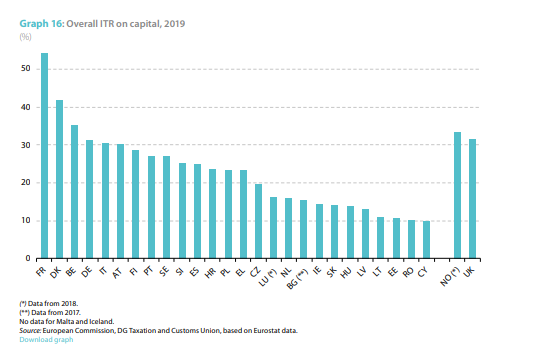 Graph 16: Overall ITR on capital, 2019
(%)
50
40
30
20
10
0
FR DK BE DE IT AT FI PT SE SI ES HR PL EL CZ LU (*) NL BG (**) IE SK HU LV LT EE RO CY NO (*) UK
(*) Data from 2018.
(**) Data from 2017.
No data for Malta and Iceland.
Source: European Commission, DG Taxation and Customs Union, based on Eurostat data.
Download graph